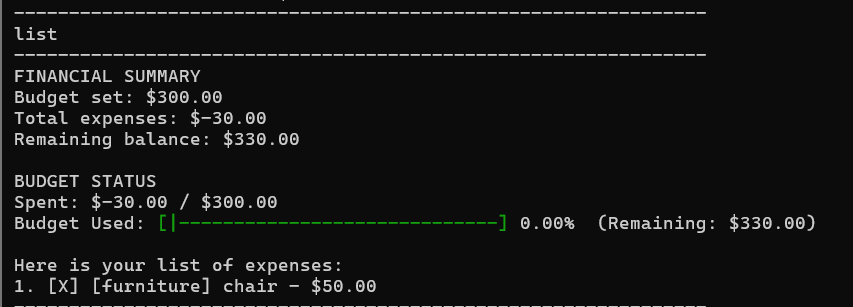 ---------------------------------------------------------------
list
---------------------------------------------------------------
FINANCIAL SUMMARY
Budget set: $300.00
Total expenses: $-30.00
Remaining balance: $330.00
BUDGET STATUS
Spent: $-30.00 / $300.00
Budget Used: [|-----------------------------] 0.00%  (Remaining: $330.00)
Here is your list of expenses:
1. [X] [furniture] chair - $50.00
---------------------------------------------------------------